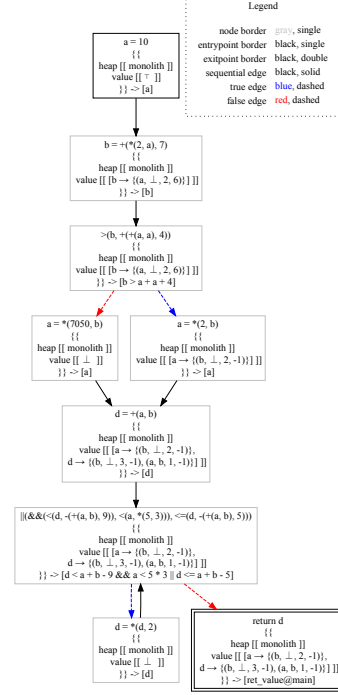 Legend
node border gray, single
entrypoint border black, single
exitpoint border black, double
sequential edge black, solid
true edge blue, dashed
false edge red, dashed
a = 10
{{
heap [[ monolith ]]
value [[ ⊤ ]]
}} -> [a]
b = +(*(2, a), 7)
{{
heap [[ monolith ]]
value [[ [b → {(a, ⊥, 2, 6)}] ]]
}} -> [b]
>(b, +(+(a, a), 4))
{{
heap [[ monolith ]]
value [[ [b → {(a, ⊥, 2, 6)}] ]]
}} -> [b > a + a + 4]
a = *(7050, b)
{{
heap [[ monolith ]]
value [[ ⊥ ]]
}} -> [a]
a = *(2, b)
{{
heap [[ monolith ]]
value [[ [a → {(b, ⊥, 2, -1)}] ]]
}} -> [a]
d = +(a, b)
{{
heap [[ monolith ]]
value [[ [a → {(b, ⊥, 2, -1)},
d → {(b, ⊥, 3, -1), (a, b, 1, -1)}] ]]
}} -> [d]
||(&&(<(d, -(+(a, b), 9)), <(a, *(5, 3))), <=(d, -(+(a, b), 5)))
{{
heap [[ monolith ]]
value [[ [a → {(b, ⊥, 2, -1)},
d → {(b, ⊥, 3, -1), (a, b, 1, -1)}] ]]
}} -> [d < a + b - 9 && a < 5 * 3 || d <= a + b - 5]
d = *(d, 2)
{{
heap [[ monolith ]]
value [[ ⊥ ]]
}} -> [d]
return d
{{
heap [[ monolith ]]
value [[ [a → {(b, ⊥, 2, -1)},
d → {(b, ⊥, 3, -1), (a, b, 1, -1)}] ]]
}} -> [ret_value@main]